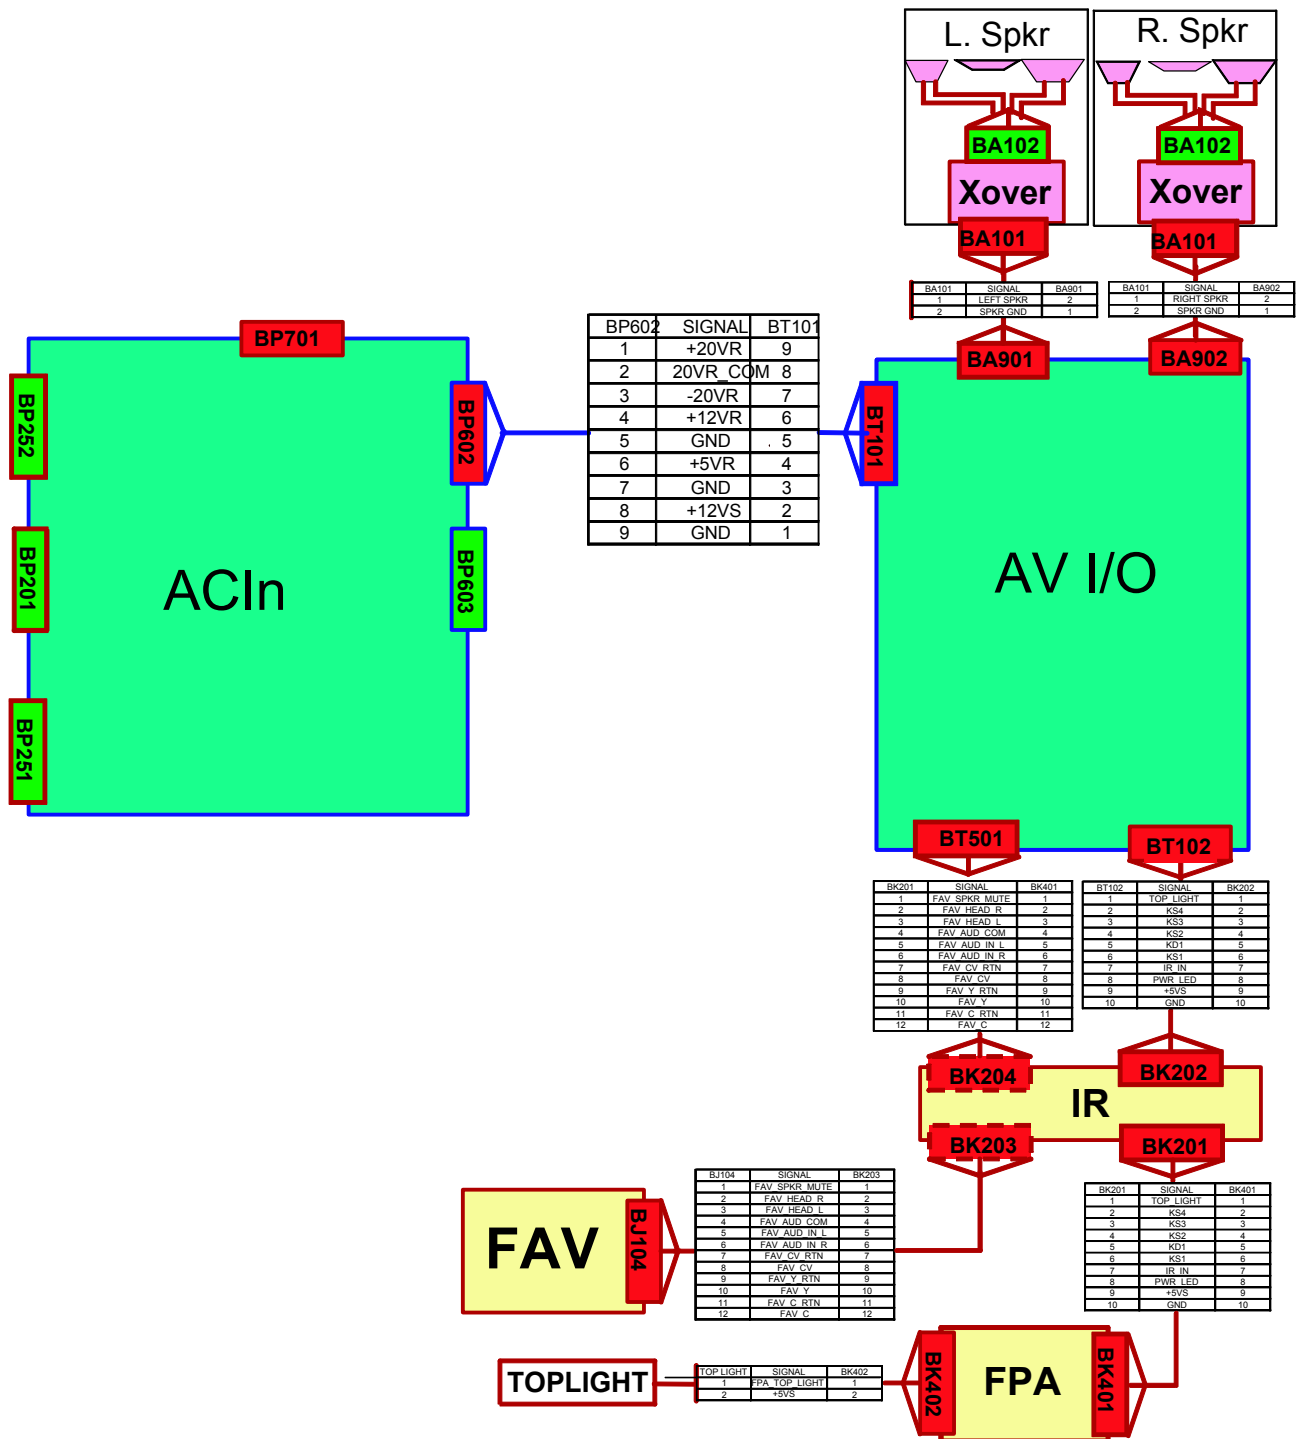 L. Spkr
R. Spkr
BA102
BA102
Xover
Xover
BA101
BA101
BA101 SIGNAL BA901
1 LEFT SPKR 2
2 SPKR GND 1
BA101 SIGNAL BA902
1 RIGHT SPKR 2
2 SPKR GND 1
BA901
BA902
BP701
BP252
BP201
BP251
ACIn
BP602
BP603
BP602 SIGNAL BT101
1 +20VR 9
2 20VR_COM 8
3 -20VR 7
4 +12VR 6
5 GND . 5
6 +5VR 4
7 GND 3
8 +12VS 2
9 GND 1
BT101
AV I/O
BT501
BT102
BK201 SIGNAL BK401
1 FAV_SPKR_MUTE 1
2 FAV_HEAD_R 2
3 FAV_HEAD_L 3
4 FAV_AUD_COM 4
5 FAV_AUD_IN_L 5
6 FAV_AUD_IN_R 6
7 FAV_CV_RTN 7
8 FAV_CV 8
9 FAV_Y_RTN 9
10 FAV_Y 10
11 FAV_C_RTN 11
12 FAV_C 12
BT102 SIGNAL BK202
1 TOP_LIGHT 1
2 KS4 2
3 KS3 3
4 KS2 4
5 KD1 5
6 KS1 6
7 IR_IN 7
8 PWR_LED 8
9 +5VS 9
10 GND 10
BK204
BK202
IR
BK203
BK201
FAV
BJ104
BJ104 SIGNAL BK203
1 FAV_SPKR_MUTE 1
2 FAV_HEAD_R 2
3 FAV_HEAD_L 3
4 FAV_AUD_COM 4
5 FAV_AUD_IN_L 5
6 FAV_AUD_IN_R 6
7 FAV_CV_RTN 7
8 FAV_CV 8
9 FAV_Y_RTN 9
10 FAV_Y 10
11 FAV_C_RTN 11
12 FAV_C 12
BK201 SIGNAL BK401
1 TOP_LIGHT 1
2 KS4 2
3 KS3 3
4 KS2 4
5 KD1 5
6 KS1 6
7 IR_IN 7
8 PWR_LED 8
9 +5VS 9
10 GND 10
TOPLIGHT
TOP LIGHT SIGNAL BK402
1 FPA_TOP_LIGHT 1
2 +5VS 2
BK402
FPA
BK401